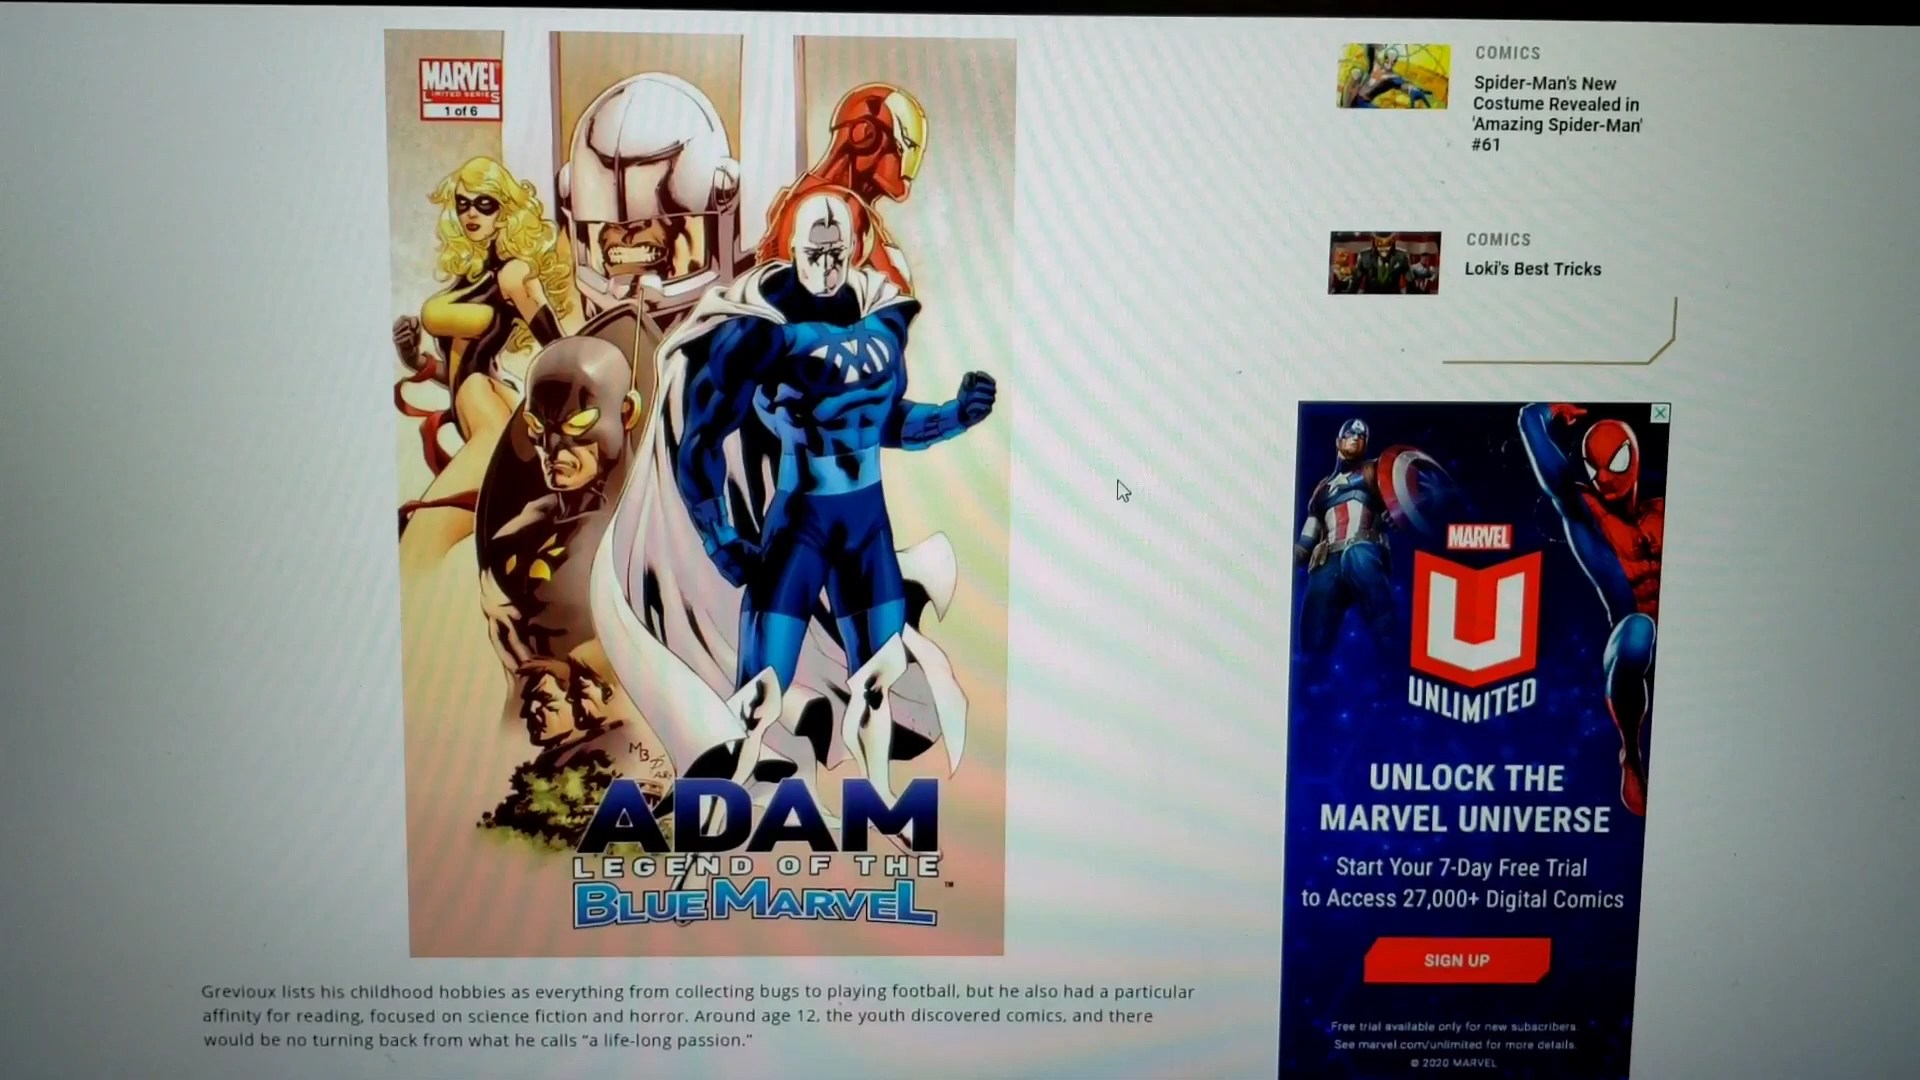 MARVEL
LIMITED SERIES
1 of 6
ADAM
LEGEND OF THE
BLUE MARVEL™
Grevioux lists his childhood hobbies as everything from collecting bugs to playing football, but he also had a particular
affinity for reading, focused on science fiction and horror. Around age 12, the youth discovered comics, and there
would be no turning back from what he calls “a life-long passion.”
COMICS
Spider-Man's New
Costume Revealed in
'Amazing Spider-Man'
#61
COMICS
Loki's Best Tricks
MARVEL
U
UNLIMITED
UNLOCK THE
MARVEL UNIVERSE
Start Your 7-Day Free Trial
to Access 27,000+ Digital Comics
SIGN UP
Free trial available only for new subscribers.
See marvel.com/unlimited for more details.
© 2020 MARVEL